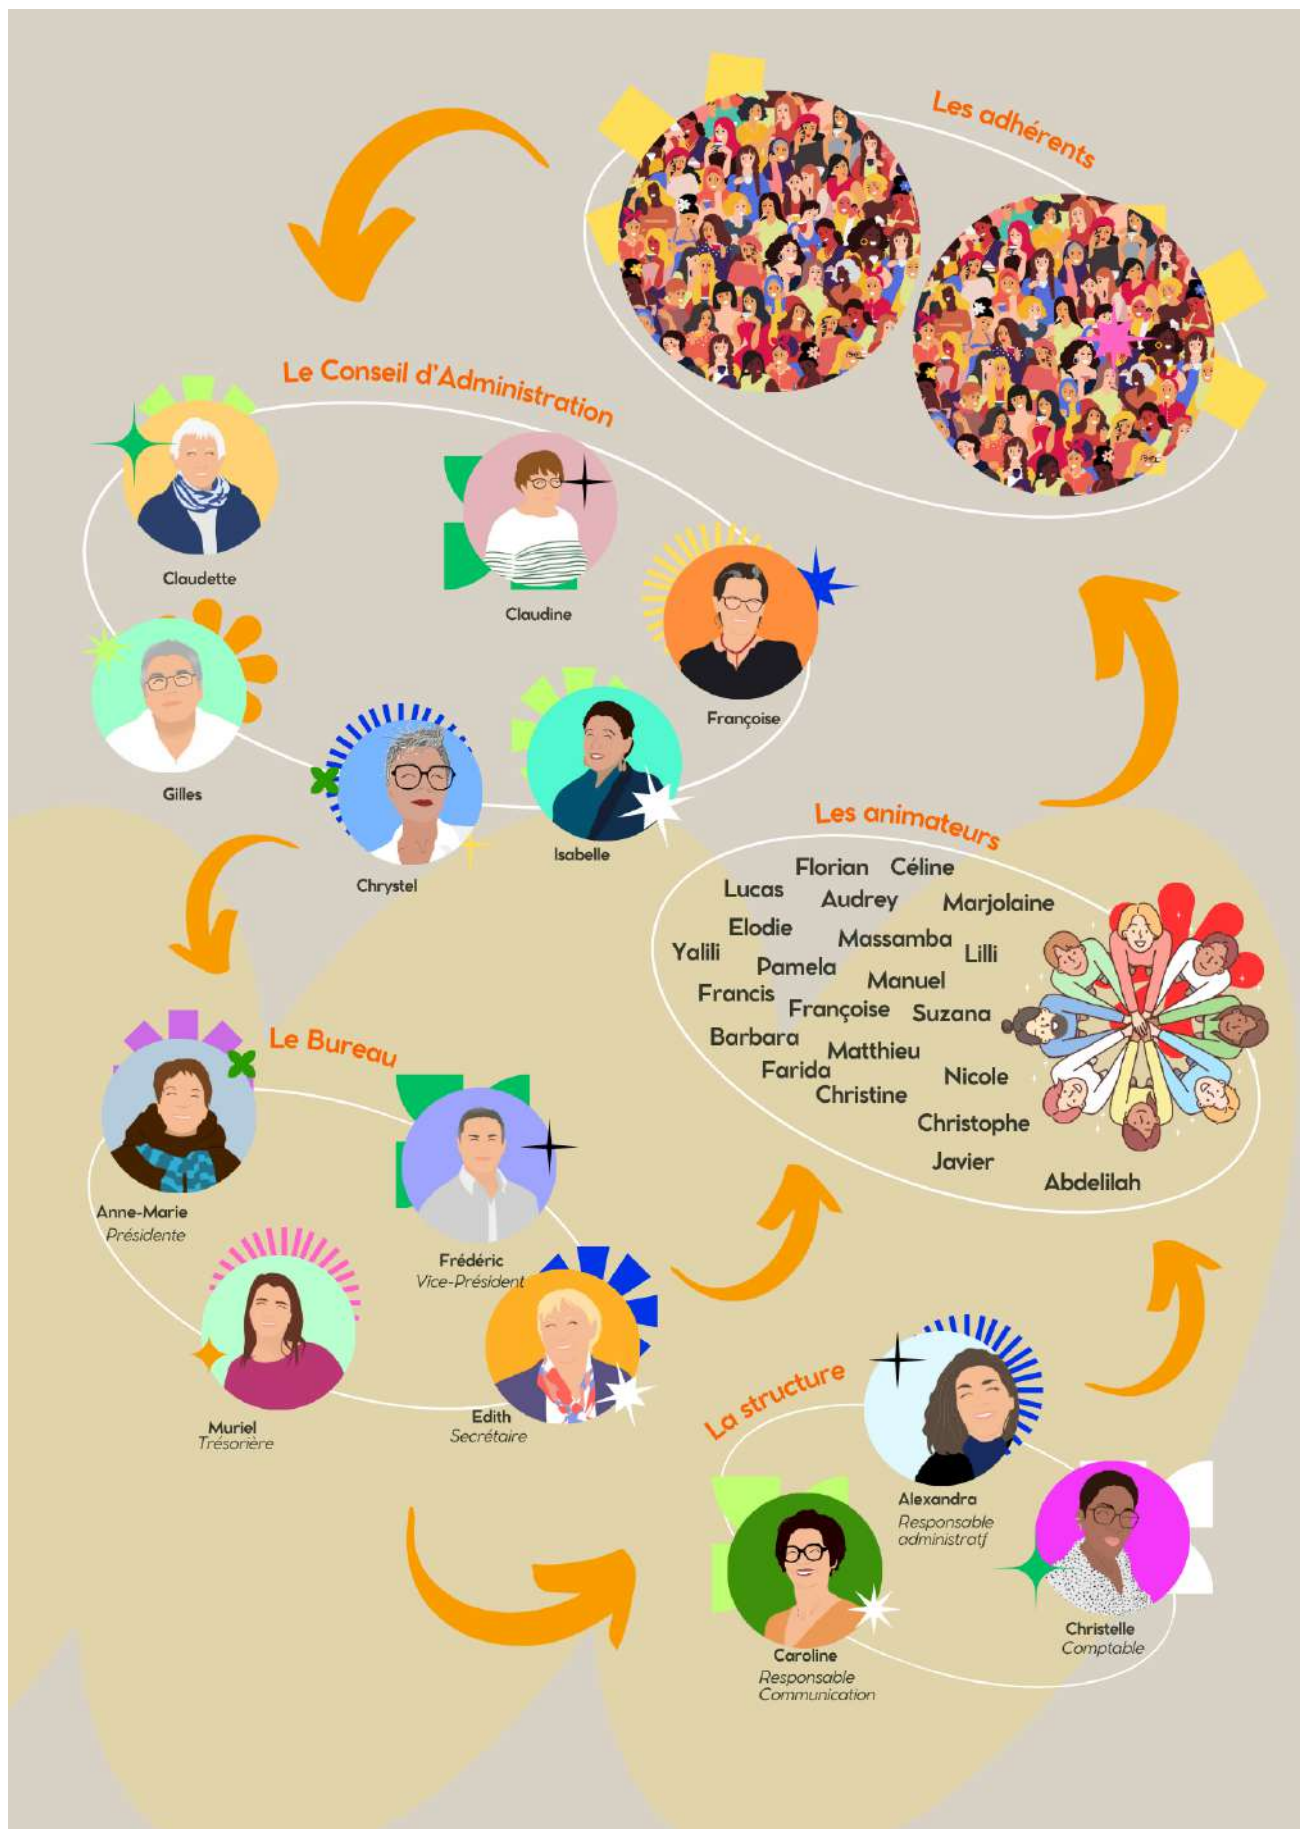 Les adhérents
Le Conseil d'Administration
Claudette
Claudine
Françoise
Gilles
Isabelle
Chrystel
Le Bureau
Anne-Marie
Présidente
Frédéric
Vice-Président
Muriel
Trésorière
Edith
Secrétaire
Les animateurs
Florian Céline
Lucas
Audrey
Marjolaine
Elodie
Massamba
Yalili
Lilli
Pamela
Manuel
Francis
Françoise
Suzana
Barbara
Matthieu
Farida
Nicole
Christine
Christophe
Javier
Abdelilah
La structure
Alexandra
Responsable
administratif
Christelle
Comptable
Caroline
Responsable
Communication